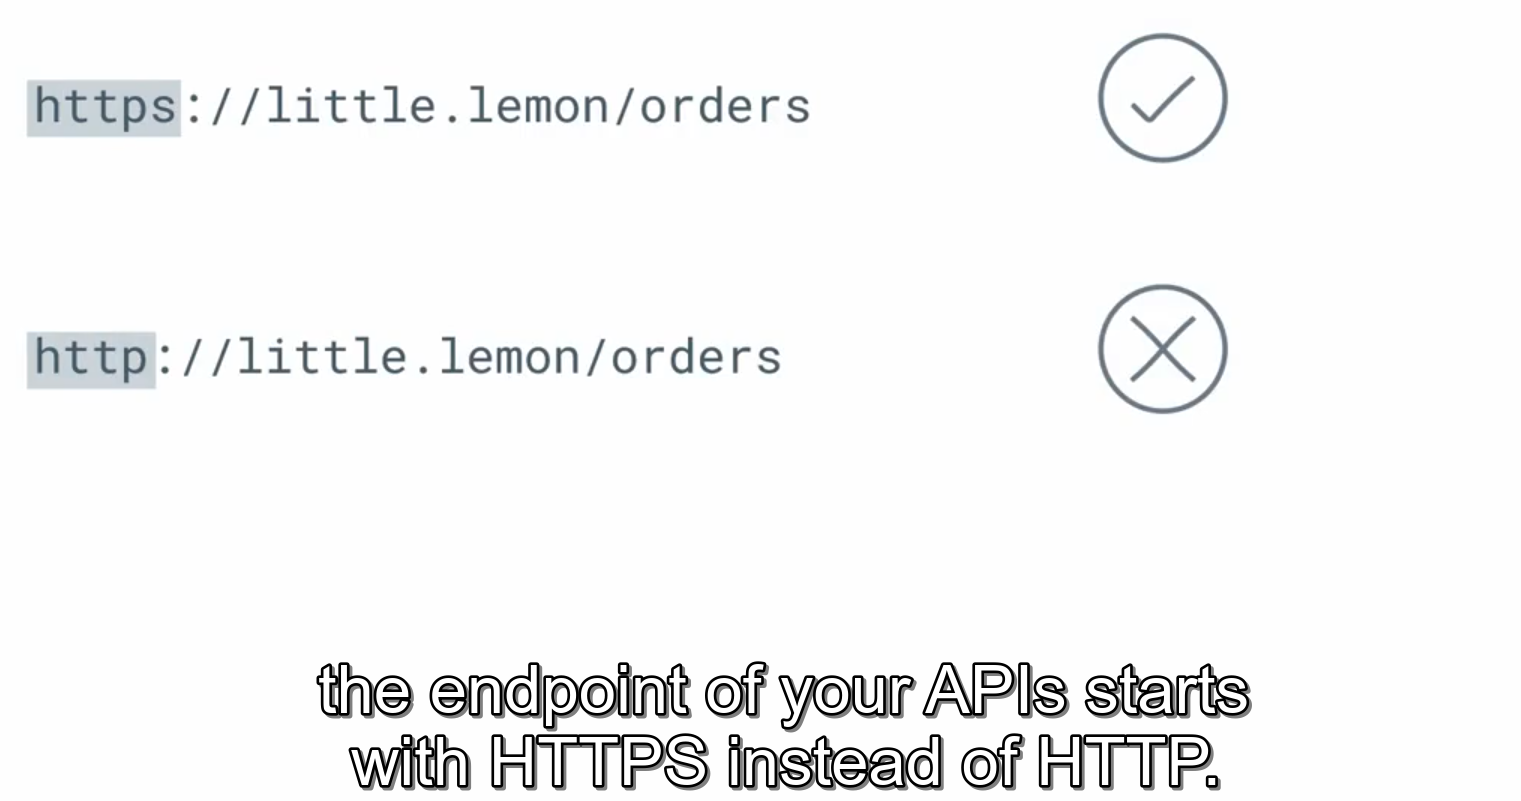 https://little.lemon/orders
http://little.lemon/orders
the endpoint of your APIs starts
with HTTPS instead of HTTP.